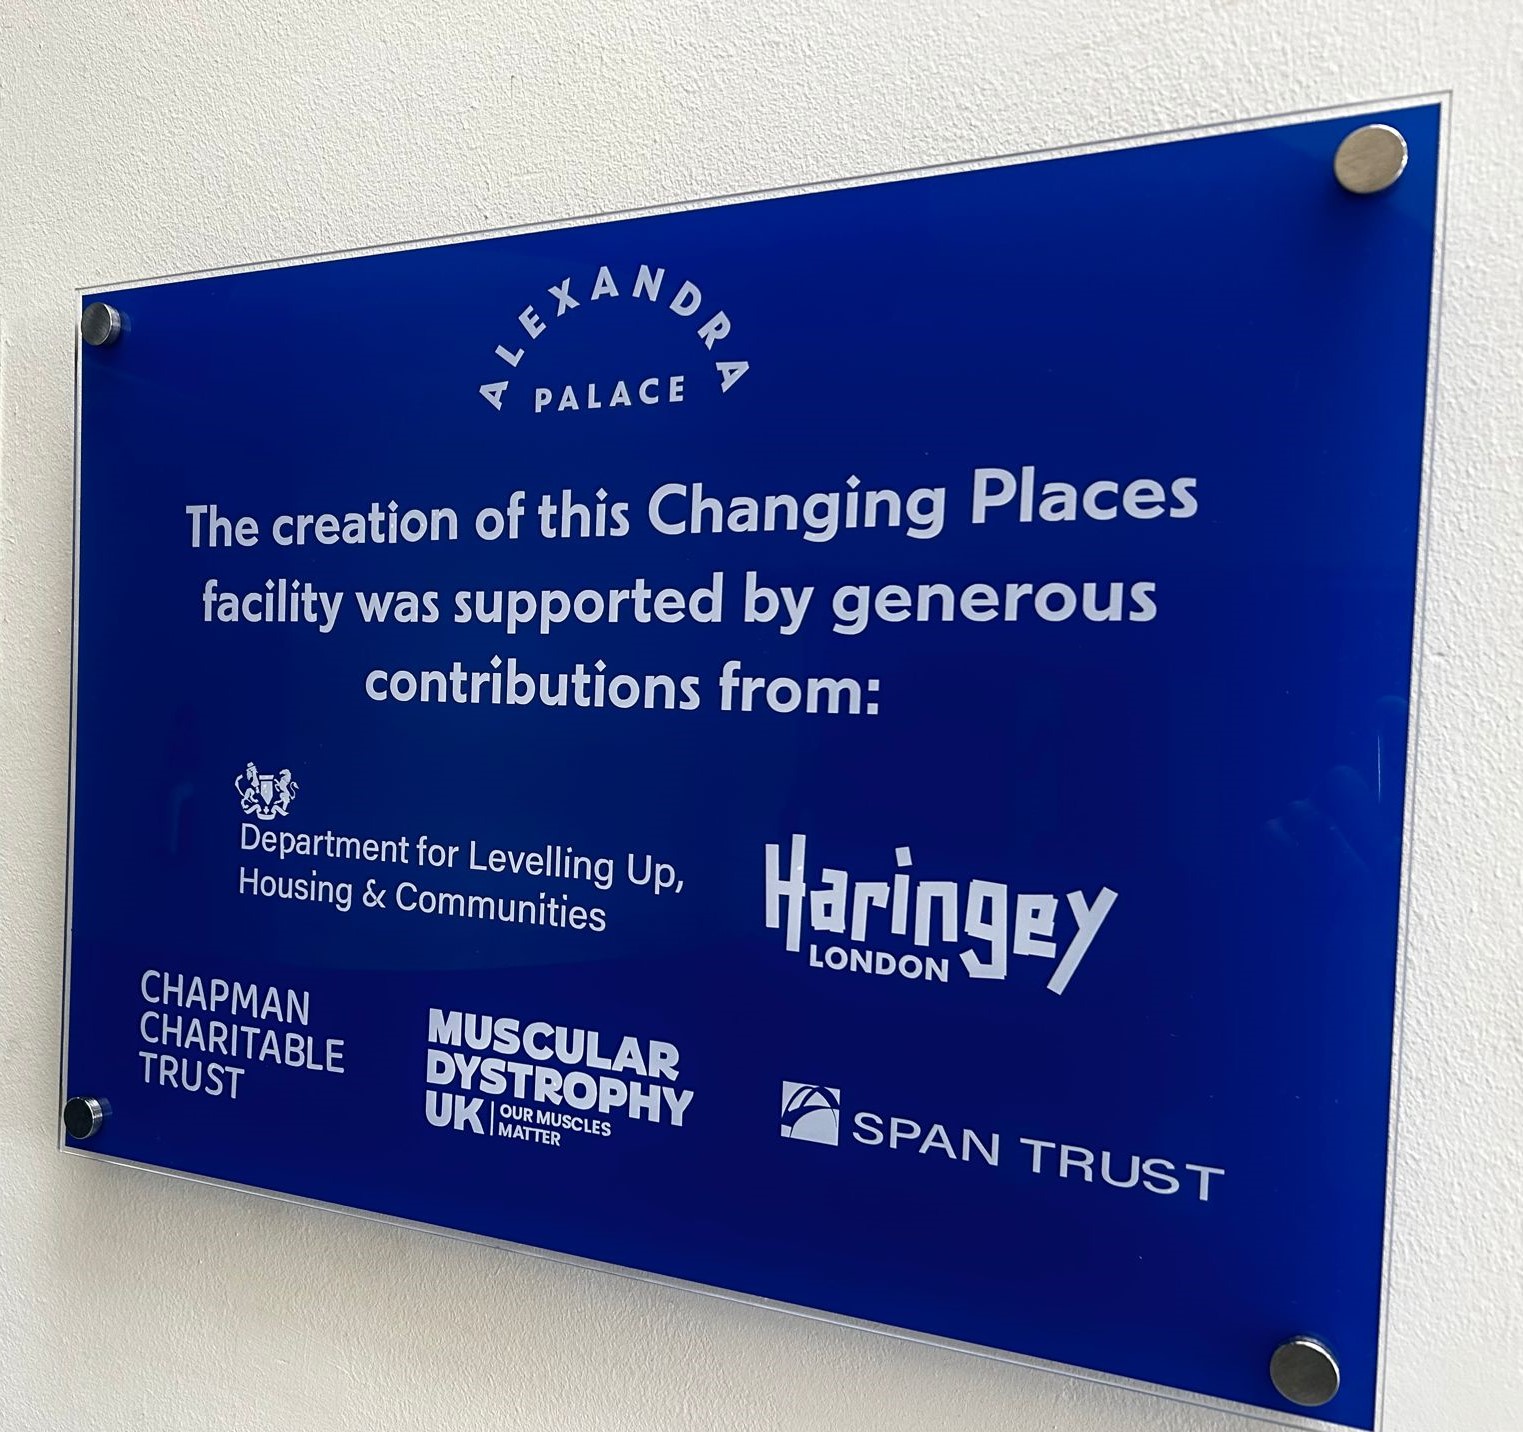 ALEXANDRA
PALACE
The creation of this Changing Places
facility was supported by generous
contributions from:
Department for Levelling Up,
Housing & Communities
Haringey
LONDON
CHAPMAN
CHARITABLE
TRUST
MUSCULAR
DYSTROPHY
UK OUR MUSCLES
MATTER
SPAN TRUST